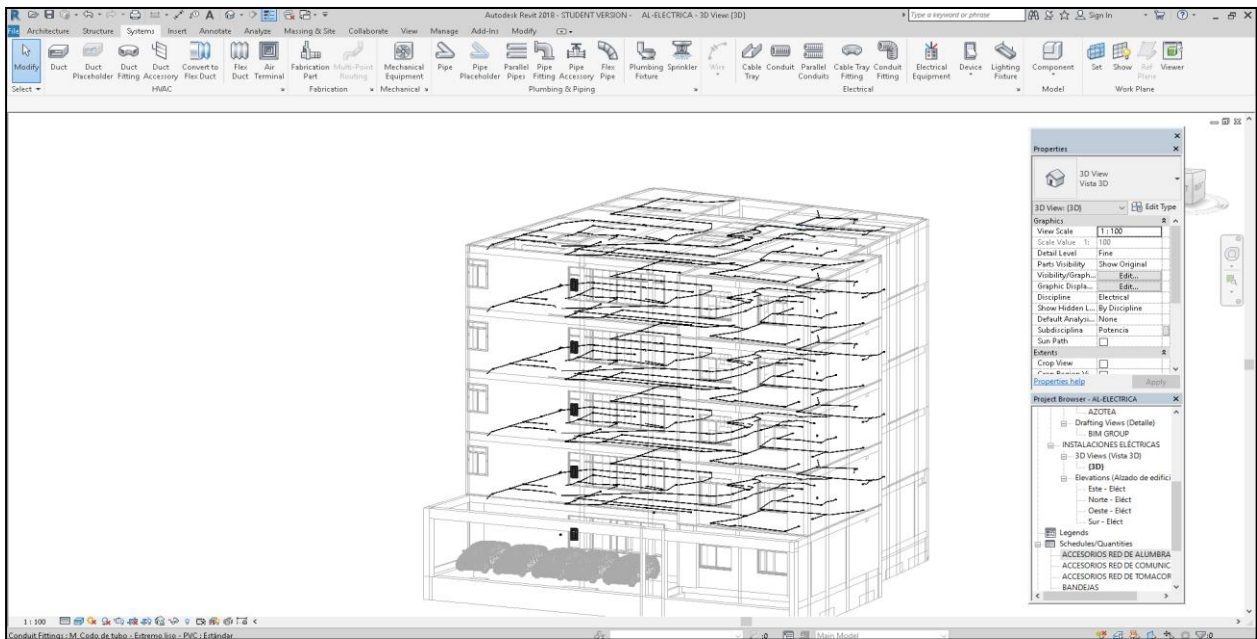 Autodesk Revit 2018 - STUDENT VERSION - AL-ELECTRICA - 3D View: {3D}
Type a keyword or phrase
Sign In
File Architecture Structure Systems Insert Annotate Analyze Massing & Site Collaborate View Manage Add-Ins Modify
Modify
Duct
Duct Placeholder
Duct Fitting
Duct Accessory
Convert to Flex Duct
Flex Duct
Air Terminal
Fabrication Part
Multi-Point Routing
Mechanical Equipment
Pipe
Pipe Placeholder
Parallel Pipes
Pipe Fitting
Pipe Accessory
Flex Pipe
Plumbing Fixture
Sprinkler
Wire
Cable Tray
Conduit
Parallel Conduits
Cable Tray Fitting
Conduit Fitting
Electrical Equipment
Device
Lighting Fixture
Component
Set
Show
Ref Plane
Viewer
Select HVAC Fabrication Mechanical Plumbing & Piping Electrical Model Work Plane
Properties
3D View
Vista 3D
3D View: {3D} Edit Type
Graphics
View Scale 1 : 100
Scale Value 1: 100
Detail Level Fine
Parts Visibility Show Original
Visibility/Graph... Edit...
Graphic Displa... Edit...
Discipline Electrical
Show Hidden L... By Discipline
Default Analysi... None
Subdisciplina Potencia
Sun Path
Extents
Crop View
Properties help Apply
Project Browser - AL-ELECTRICA
AZOTEA
Drafting Views (Detalle)
BIM GROUP
INSTALACIONES ELÉCTRICAS
3D Views (Vista 3D)
{3D}
Elevations (Alzado de edifici
Este - Eléct
Norte - Eléct
Oeste - Eléct
Sur - Eléct
Legends
Schedules/Quantities
ACCESORIOS RED DE ALUMBRA
ACCESORIOS RED DE COMUNIC
ACCESORIOS RED DE TOMACOR
BANDEJAS
1 : 100
Conduit Fittings : M_Codo de tubo - Extremo liso - PVC : Estándar
:0
Main Model
:0